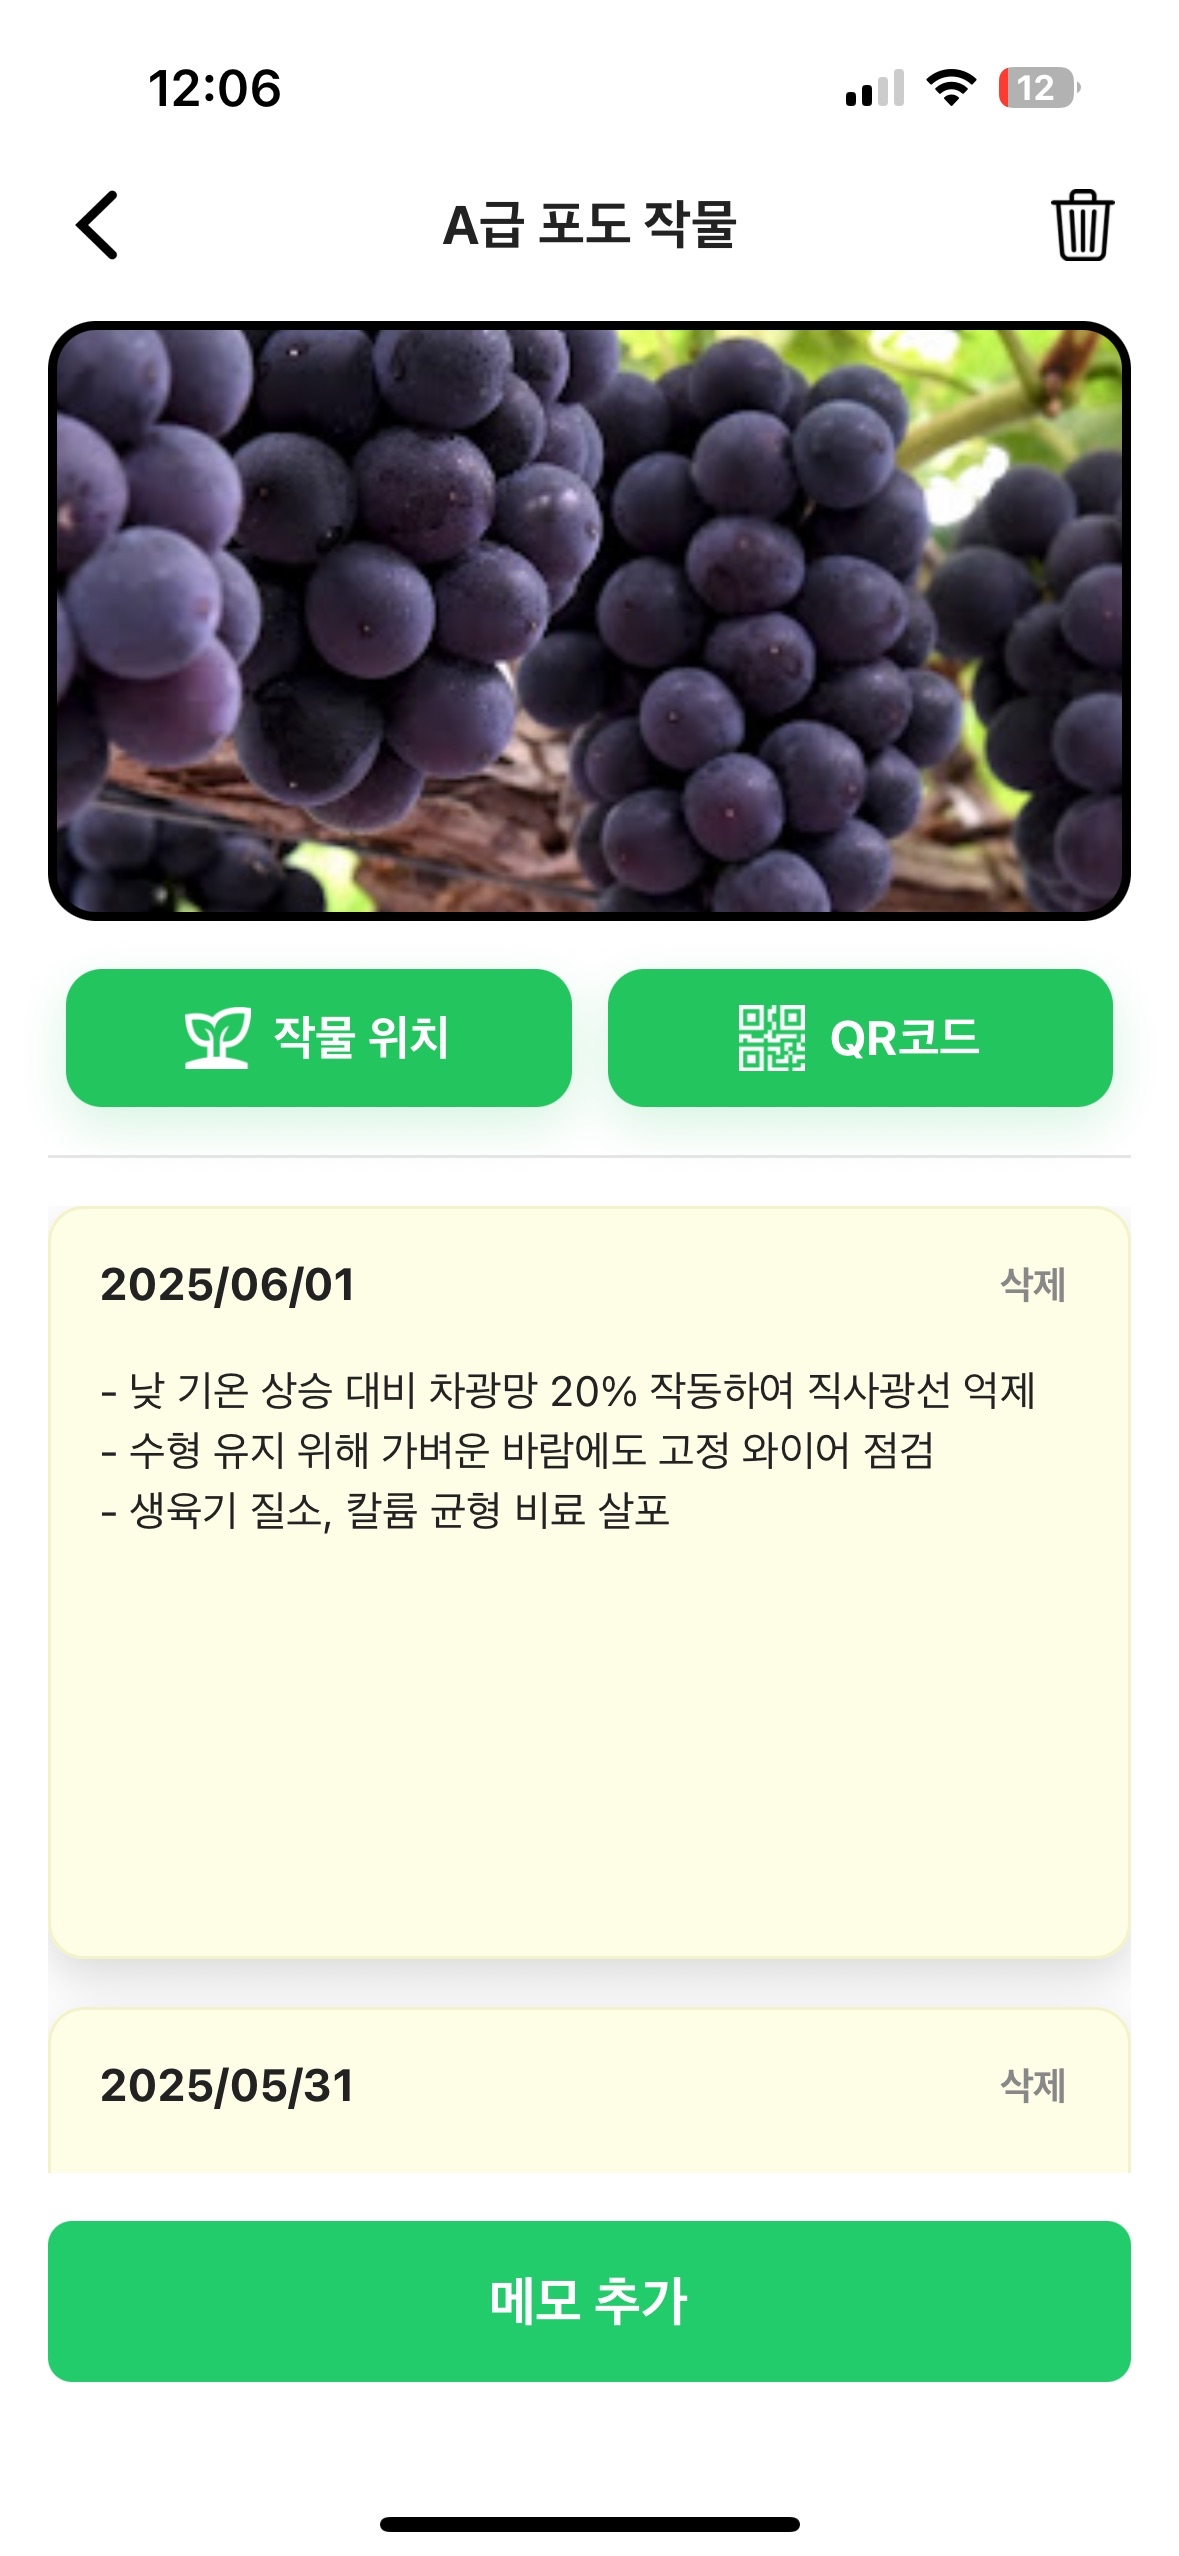 12:06
12
A급 포도 작물
작물 위치
QR코드
2025/06/01
삭제
- 낮 기온 상승 대비 차광망 20% 작동하여 직사광선 억제
- 수형 유지 위해 가벼운 바람에도 고정 와이어 점검
- 생육기 질소, 칼륨 균형 비료 살포
2025/05/31
삭제
메모 추가